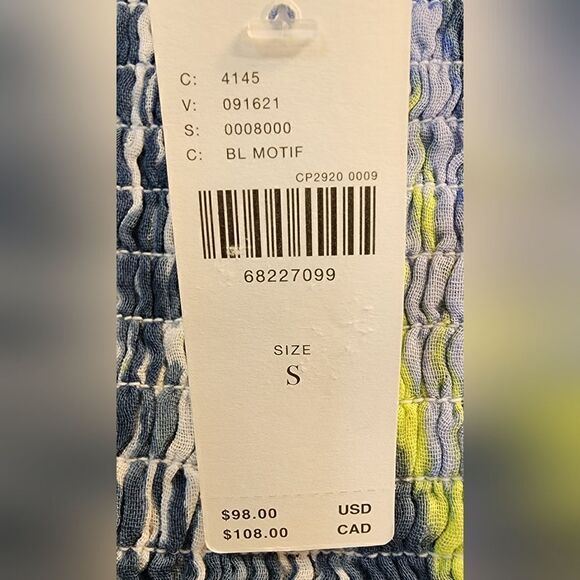 C: 4145
V: 091621
S: 0008000
C: BL MOTIF
CP2920 0009
68227099
SIZE
S
$98.00 USD
$108.00 CAD